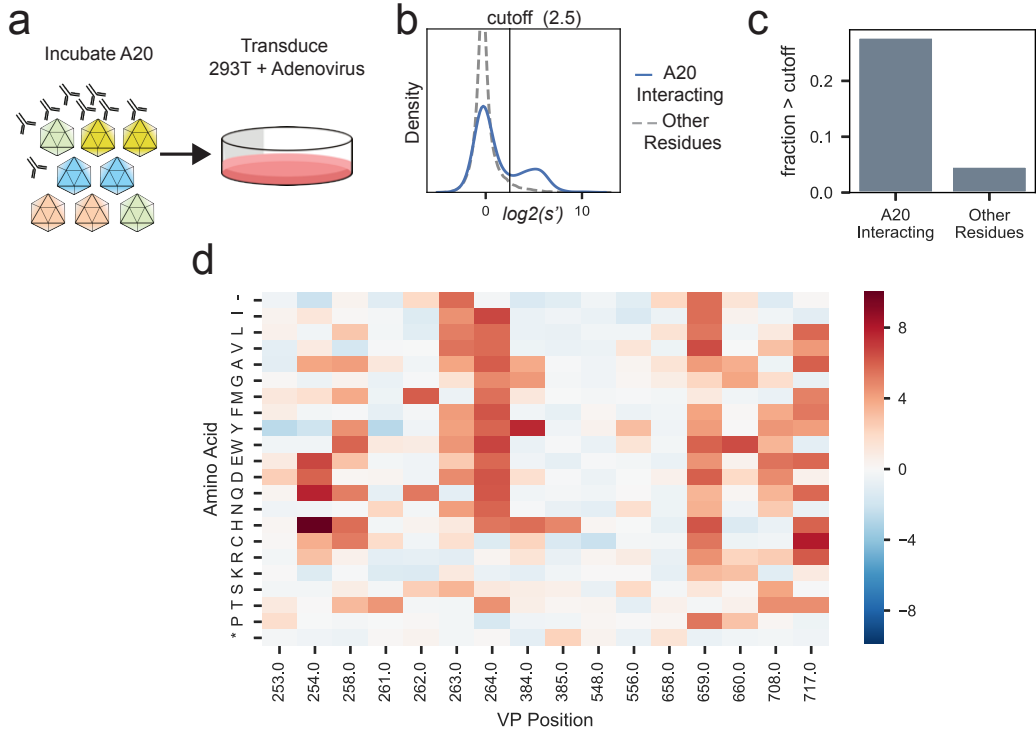 a
Incubate A20
Transduce
293T + Adenovirus
b
cutoff (2.5)
Density
0
10
log2(s')
A20
Interacting
Other
Residues
c
fraction > cutoff
0.2
0.1
0.0
A20
Interacting
Other
Residues
d
Amino Acid
-
I
L
V
A
G
M
F
Y
W
E
D
Q
N
H
C
R
K
S
T
P
*
253.0
254.0
258.0
261.0
262.0
263.0
264.0
384.0
385.0
548.0
556.0
658.0
659.0
660.0
708.0
717.0
VP Position
8
4
0
−4
−8